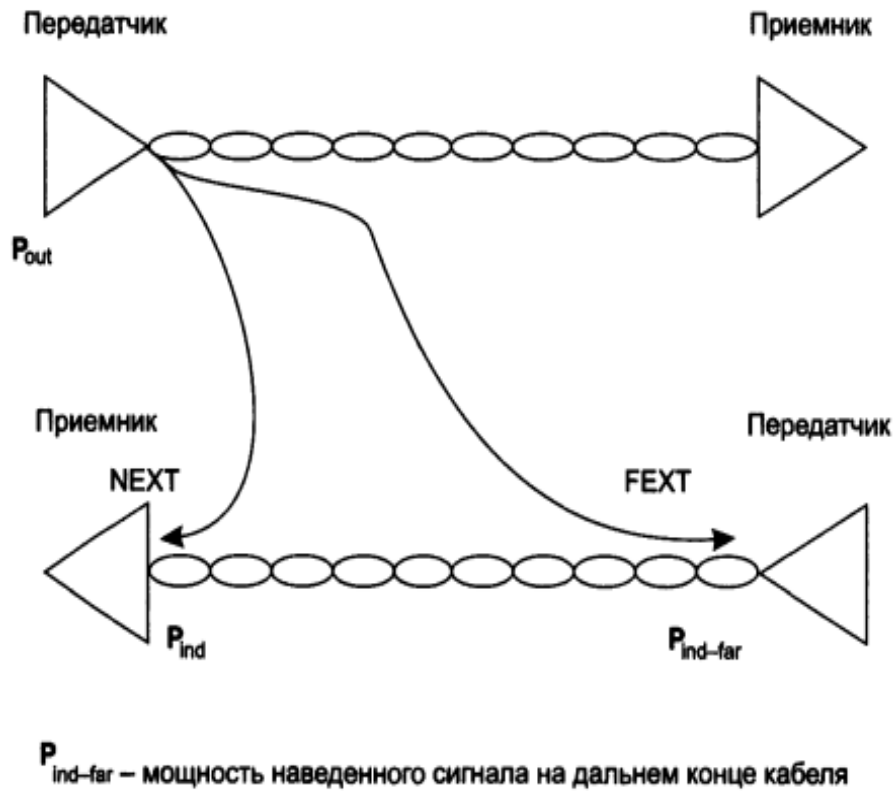 Передатчик
Приемник
Pout
Приемник
Передатчик
NEXT
FEXT
Pind
Pind–far
Pind–far – мощность наведенного сигнала на дальнем конце кабеля